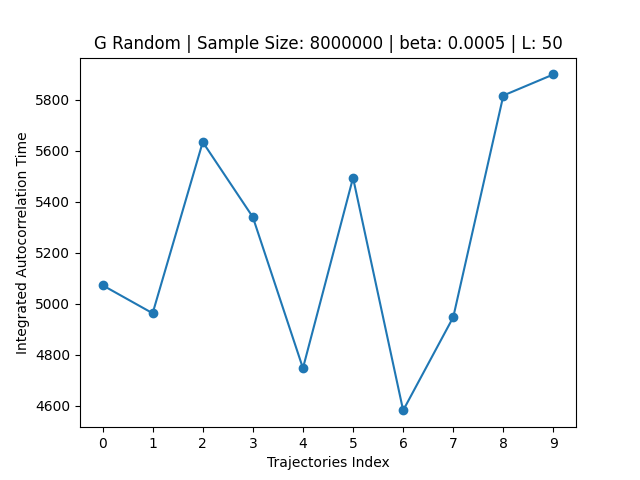 G Random | Sample Size: 8000000 | beta: 0.0005 | L: 50
Integrated Autocorrelation Time
5800
5600
5400
5200
5000
4800
4600
0 1 2 3 4 5 6 7 8 9
Trajectories Index